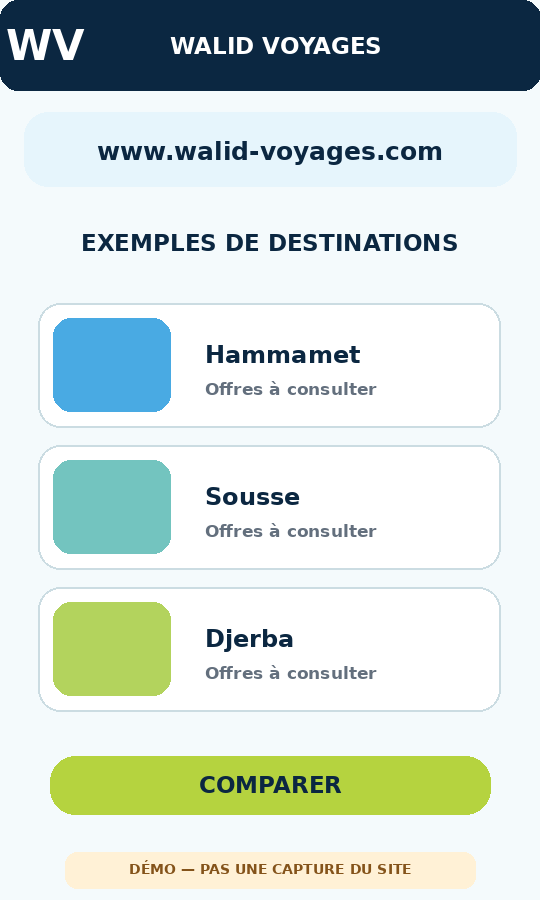 WV
WALID VOYAGES
www.walid-voyages.com
EXEMPLES DE DESTINATIONS
Hammamet
Offres à consulter
Sousse
Offres à consulter
Djerba
Offres à consulter
COMPARER
DÉMO — PAS UNE CAPTURE DU SITE